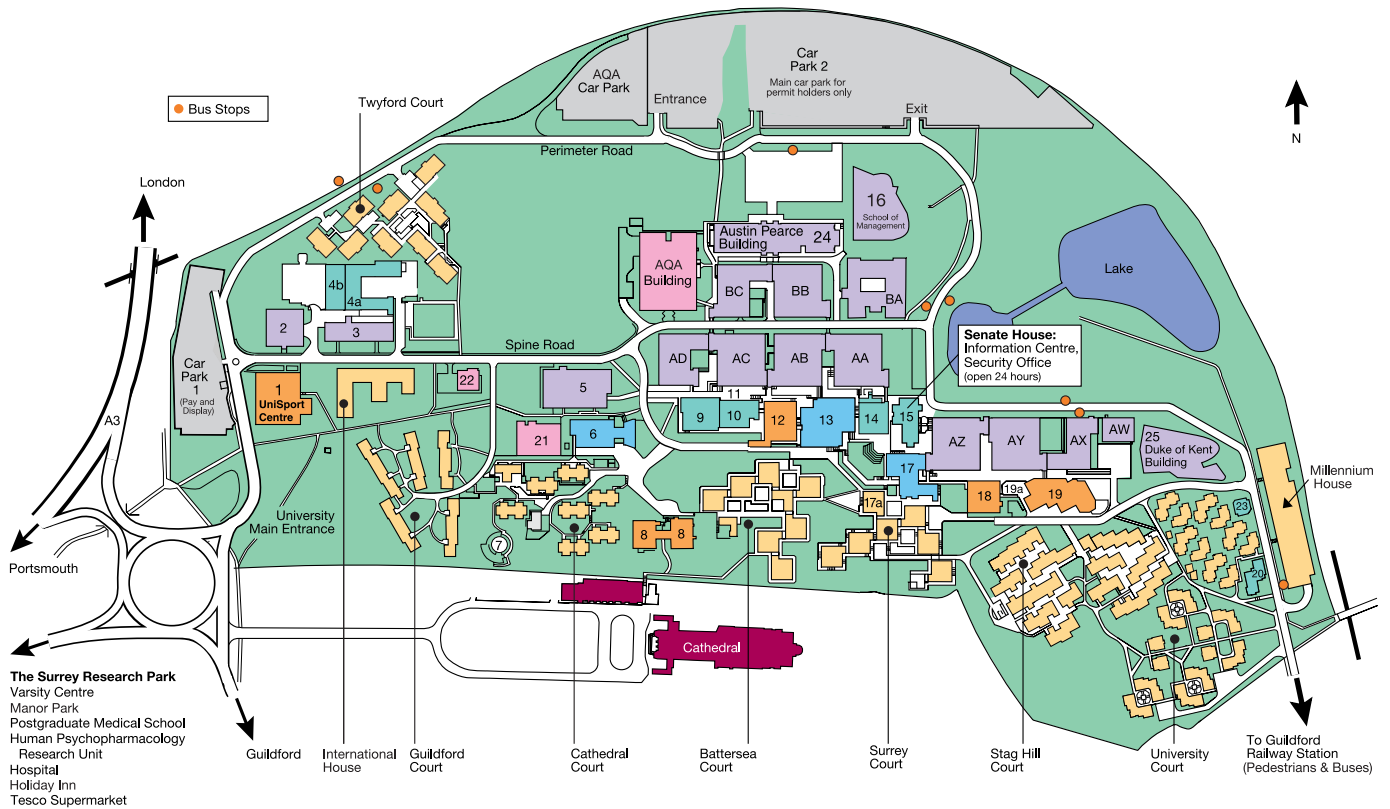 Car
Park 2
Main car park for
permit holders only
AQA
Car Park
Entrance
Exit
Twyford Court
Bus Stops
N
Perimeter Road
London
16
School of
Management
Austin Pearce
Building
24
AQA
Building
BC
BB
BA
Lake
4b
4a
2
3
Spine Road
Senate House:
Information Centre,
Security Office
(open 24 hours)
AD
AC
AB
AA
Car
Park
1
(Pay and
Display)
1
UniSport
Centre
22
5
11
9
10
12
13
14
15
A3
21
6
AZ
AY
AX
AW
25
Duke of Kent
Building
17
Millennium
House
18
19a
19
17a
23
University
Main Entrance
8
8
7
20
Portsmouth
Cathedral
The Surrey Research Park
Varsity Centre
Manor Park
Postgraduate Medical School
Human Psychopharmacology
Research Unit
Hospital
Holiday Inn
Tesco Supermarket
Guildford
International
House
Guildford
Court
Cathedral
Court
Battersea
Court
Surrey
Court
Stag Hill
Court
University
Court
To Guildford
Railway Station
(Pedestrians & Buses)